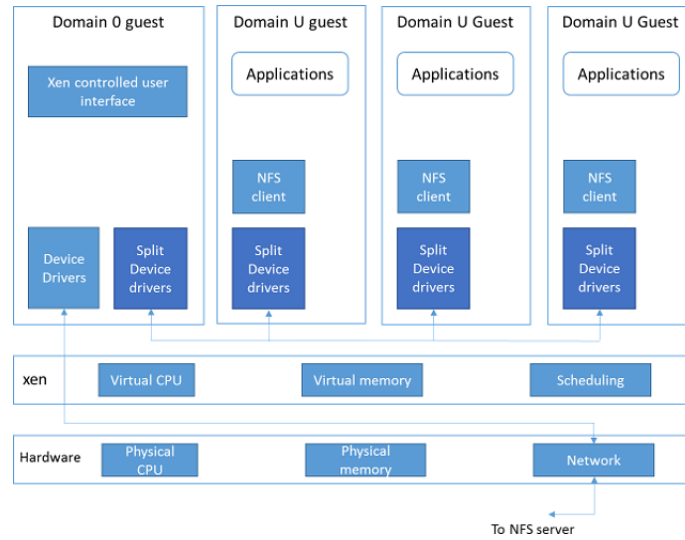 Domain 0 guest
Domain U guest
Domain U Guest
Domain U Guest
Xen controlled user
interface
Applications
Applications
Applications
NFS
client
NFS
client
NFS
client
Device
Drivers
Split
Device
drivers
Split
Device
drivers
Split
Device
drivers
Split
Device
drivers
xen
Virtual CPU
Virtual memory
Scheduling
Hardware
Physical
CPU
Physical
memory
Network
To NFS server